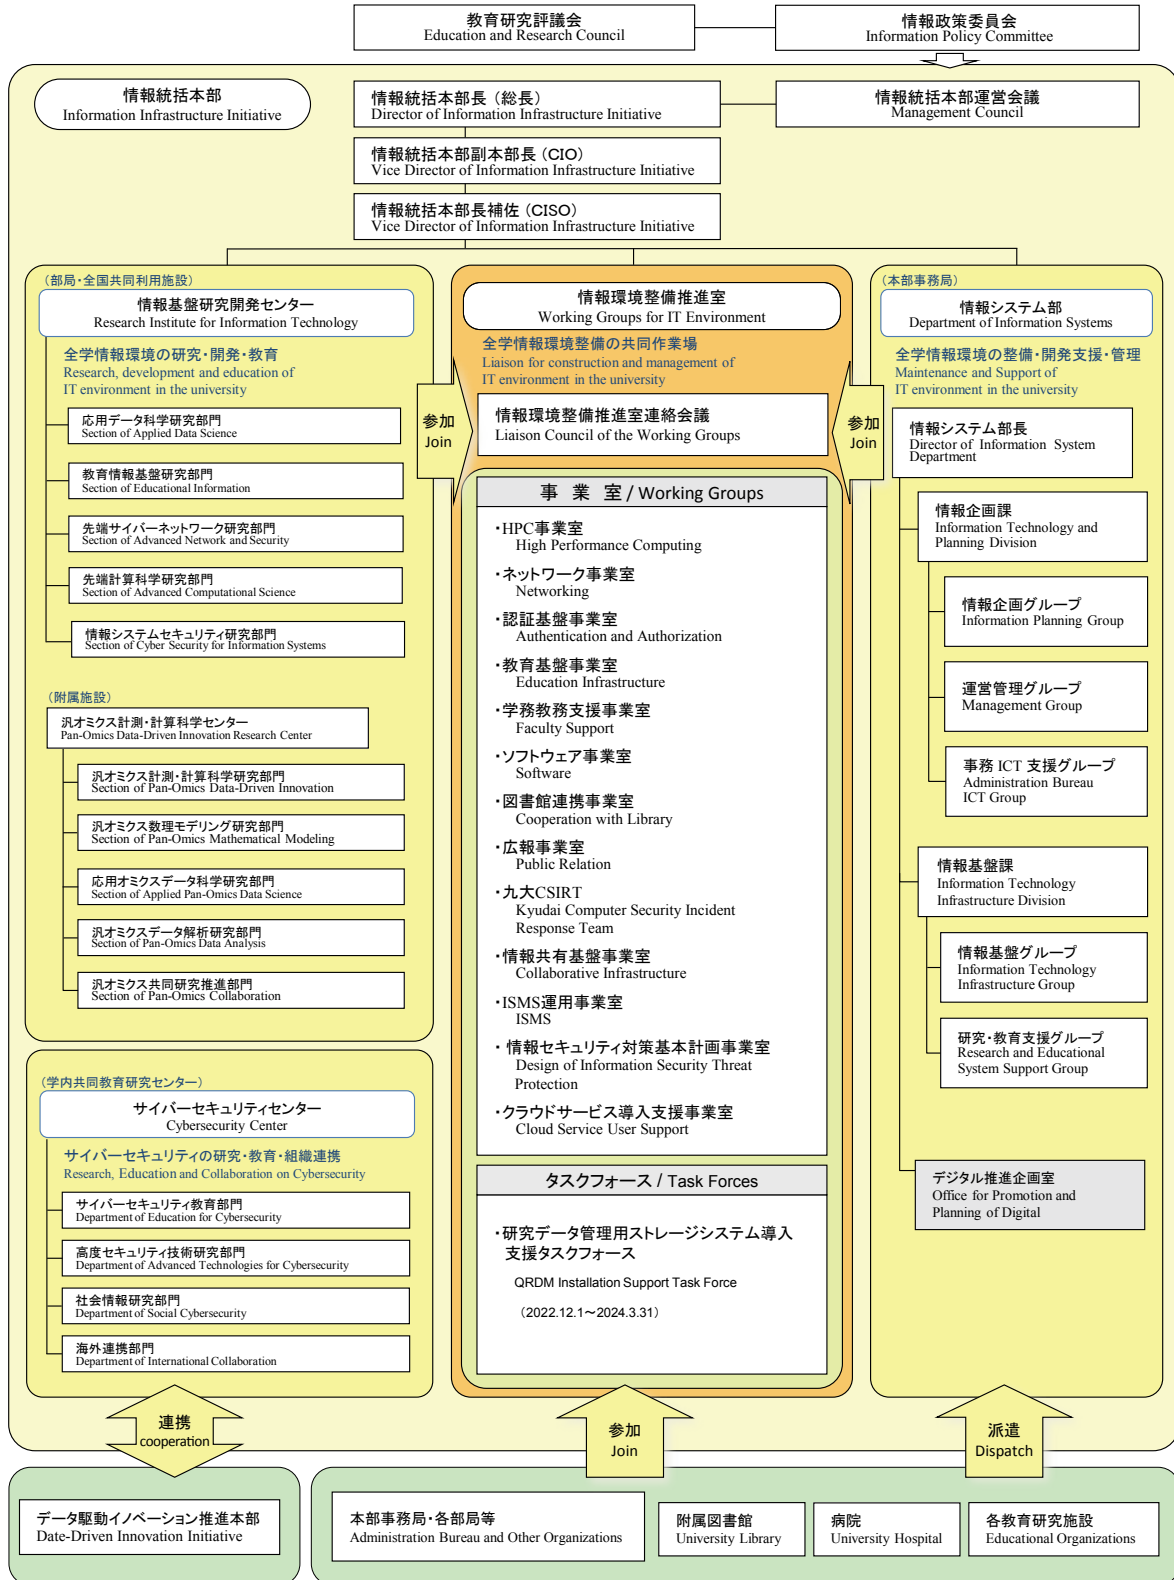 教育研究評議会
Education and Research Council
情報政策委員会
Information Policy Committee
情報統括本部
Information Infrastructure Initiative
情報統括本部長（総長）
Director of Information Infrastructure Initiative
情報統括本部運営会議
Management Council
情報統括本部副本部長（CIO）
Vice Director of Information Infrastructure Initiative
情報統括本部長補佐（CISO）
Vice Director of Information Infrastructure Initiative
（部局・全国共同利用施設）
情報基盤研究開発センター
Research Institute for Information Technology
全学情報環境の研究・開発・教育
Research, development and education of
IT environment in the university
応用データ科学研究部門
Section of Applied Data Science
教育情報基盤研究部門
Section of Educational Information
先端サイバーネットワーク研究部門
Section of Advanced Network and Security
先端計算科学研究部門
Section of Advanced Computational Science
情報システムセキュリティ研究部門
Section of Cyber Security for Information Systems
（附属施設）
汎オミクス計測・計算科学センター
Pan-Omics Data-Driven Innovation Research Center
汎オミクス計測・計算科学研究部門
Section of Pan-Omics Data-Driven Innovation
汎オミクス数理モデリング研究部門
Section of Pan-Omics Mathematical Modeling
応用オミクスデータ科学研究部門
Section of Applied Pan-Omics Data Science
汎オミクスデータ解析研究部門
Section of Pan-Omics Data Analysis
汎オミクス共同研究推進部門
Section of Pan-Omics Collaboration
（学内共同教育研究センター）
サイバーセキュリティセンター
Cybersecurity Center
サイバーセキュリティの研究・教育・組織連携
Research, Education and Collaboration on Cybersecurity
サイバーセキュリティ教育部門
Department of Education for Cybersecurity
高度セキュリティ技術研究部門
Department of Advanced Technologies for Cybersecurity
社会情報研究部門
Department of Social Cybersecurity
海外連携部門
Department of International Collaboration
参加
Join
情報環境整備推進室
Working Groups for IT Environment
全学情報環境整備の共同作業場
Liaison for construction and management of
IT environment in the university
情報環境整備推進室連絡会議
Liaison Council of the Working Groups
事 業 室 / Working Groups
・HPC事業室
High Performance Computing
・ネットワーク事業室
Networking
・認証基盤事業室
Authentication and Authorization
・教育基盤事業室
Education Infrastructure
・学務教務支援事業室
Faculty Support
・ソフトウェア事業室
Software
・図書館連携事業室
Cooperation with Library
・広報事業室
Public Relation
・九大CSIRT
Kyudai Computer Security Incident
Response Team
・情報共有基盤事業室
Collaborative Infrastructure
・ISMS運用事業室
ISMS
・情報セキュリティ対策基本計画事業室
Design of Information Security Threat
Protection
・クラウドサービス導入支援事業室
Cloud Service User Support
タスクフォース / Task Forces
・研究データ管理用ストレージシステム導入
支援タスクフォース
QRDM Installation Support Task Force
（2022.12.1～2024.3.31）
参加
Join
（本部事務局）
情報システム部
Department of Information Systems
全学情報環境の整備・開発支援・管理
Maintenance and Support of
IT environment in the university
情報システム部長
Director of Information System
Department
情報企画課
Information Technology and
Planning Division
情報企画グループ
Information Planning Group
運営管理グループ
Management Group
事務 ICT 支援グループ
Administration Bureau
ICT Group
情報基盤課
Information Technology
Infrastructure Division
情報基盤グループ
Information Technology
Infrastructure Group
研究・教育支援グループ
Research and Educational
System Support Group
デジタル推進企画室
Office for Promotion and
Planning of Digital
連携
cooperation
参加
Join
派遣
Dispatch
データ駆動イノベーション推進本部
Date-Driven Innovation Initiative
本部事務局・各部局等
Administration Bureau and Other Organizations
附属図書館
University Library
病院
University Hospital
各教育研究施設
Educational Organizations